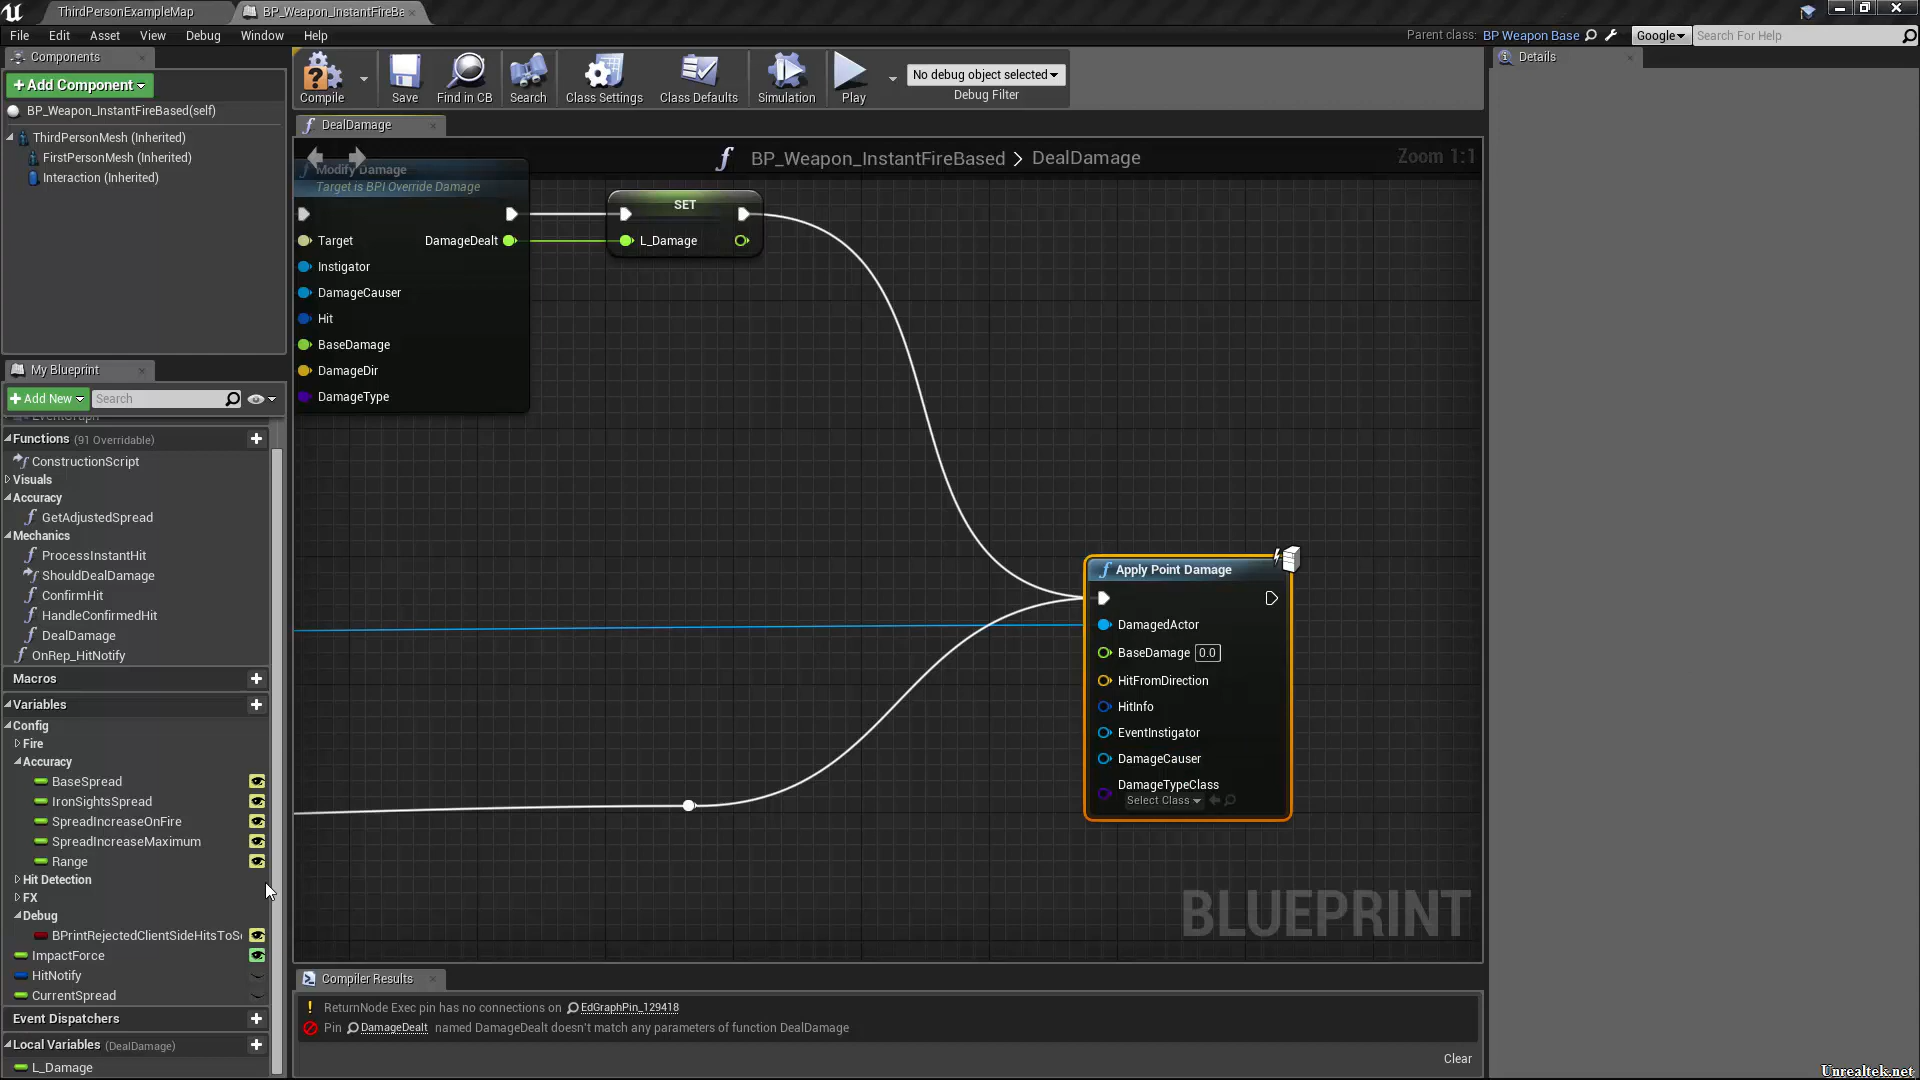 ThirdPersonExampleMap
BP_Weapon_InstantFireBa
File Edit Asset View Debug Window Help
Parent class: BP Weapon Base
Google
Search For Help
Components
+Add Component
BP_Weapon_InstantFireBased(self)
ThirdPersonMesh (Inherited)
FirstPersonMesh (Inherited)
Interaction (Inherited)
Compile
Save
Find in CB
Search
Class Settings
Class Defaults
Simulation
Play
No debug object selected
Debug Filter
Details
DealDamage
BP_Weapon_InstantFireBased > DealDamage
Zoom 1:1
Modify Damage
Target is BPI Override Damage
Target
DamageDealt
Instigator
DamageCauser
Hit
BaseDamage
DamageDir
DamageType
SET
L_Damage
Apply Point Damage
DamagedActor
BaseDamage 0.0
HitFromDirection
HitInfo
EventInstigator
DamageCauser
DamageTypeClass
Select Class
BLUEPRINT
My Blueprint
+Add New
Search
EventGraph
Functions (91 Overridable)
ConstructionScript
Visuals
Accuracy
GetAdjustedSpread
Mechanics
ProcessInstantHit
ShouldDealDamage
ConfirmHit
HandleConfirmedHit
DealDamage
OnRep_HitNotify
Macros
Variables
Config
Fire
Accuracy
BaseSpread
IronSightsSpread
SpreadIncreaseOnFire
SpreadIncreaseMaximum
Range
Hit Detection
FX
Debug
BPrintRejectedClientSideHitsToS
ImpactForce
HitNotify
CurrentSpread
Event Dispatchers
Local Variables (DealDamage)
L_Damage
Compiler Results
ReturnNode Exec pin has no connections on EdGraphPin_129418
Pin DamageDealt named DamageDealt doesn't match any parameters of function DealDamage
Clear
Unrealtek.net